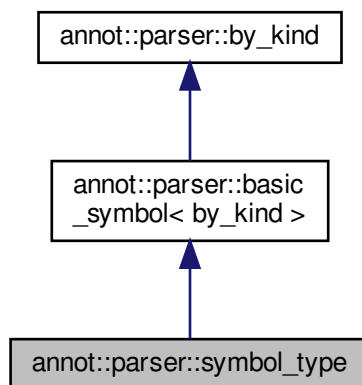 annot::parser::by_kind
annot::parser::basic
_symbol< by_kind >
annot::parser::symbol_type